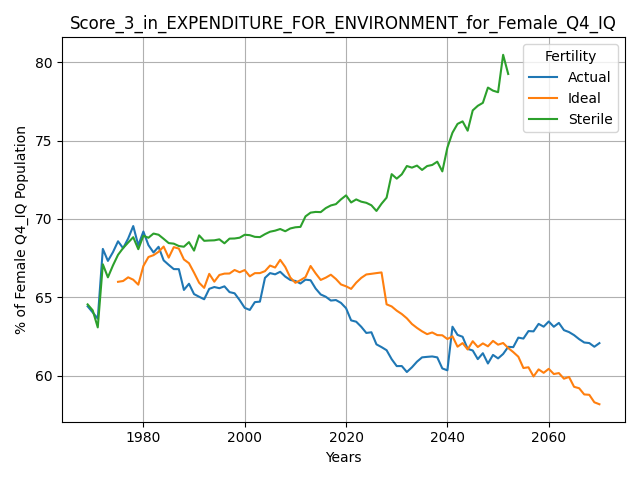 Score_3_in_EXPENDITURE_FOR_ENVIRONMENT_for_Female_Q4_IQ
Fertility
Actual
Ideal
Sterile
% of Female Q4_IQ Population
80
75
70
65
60
1980
2000
2020
2040
2060
Years